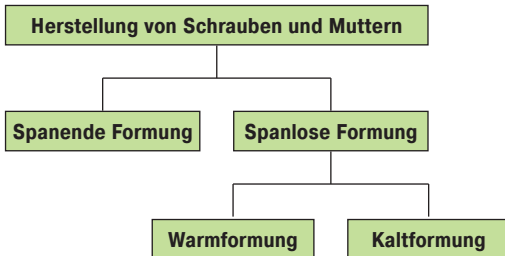 Herstellung von Schrauben und Muttern
Spanende Formung
Spanlose Formung
Warmformung
Kaltformung